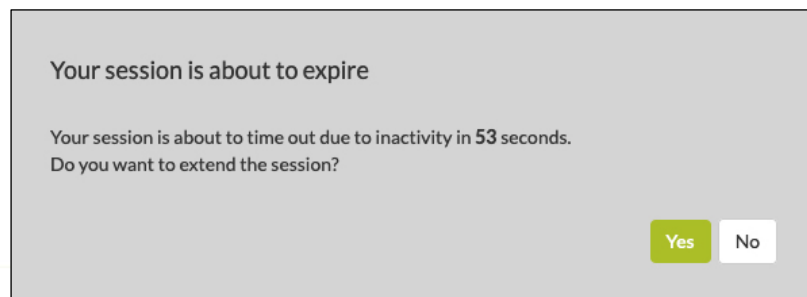 Your session is about to expire
Your session is about to time out due to inactivity in 53 seconds.
Do you want to extend the session?
Yes No